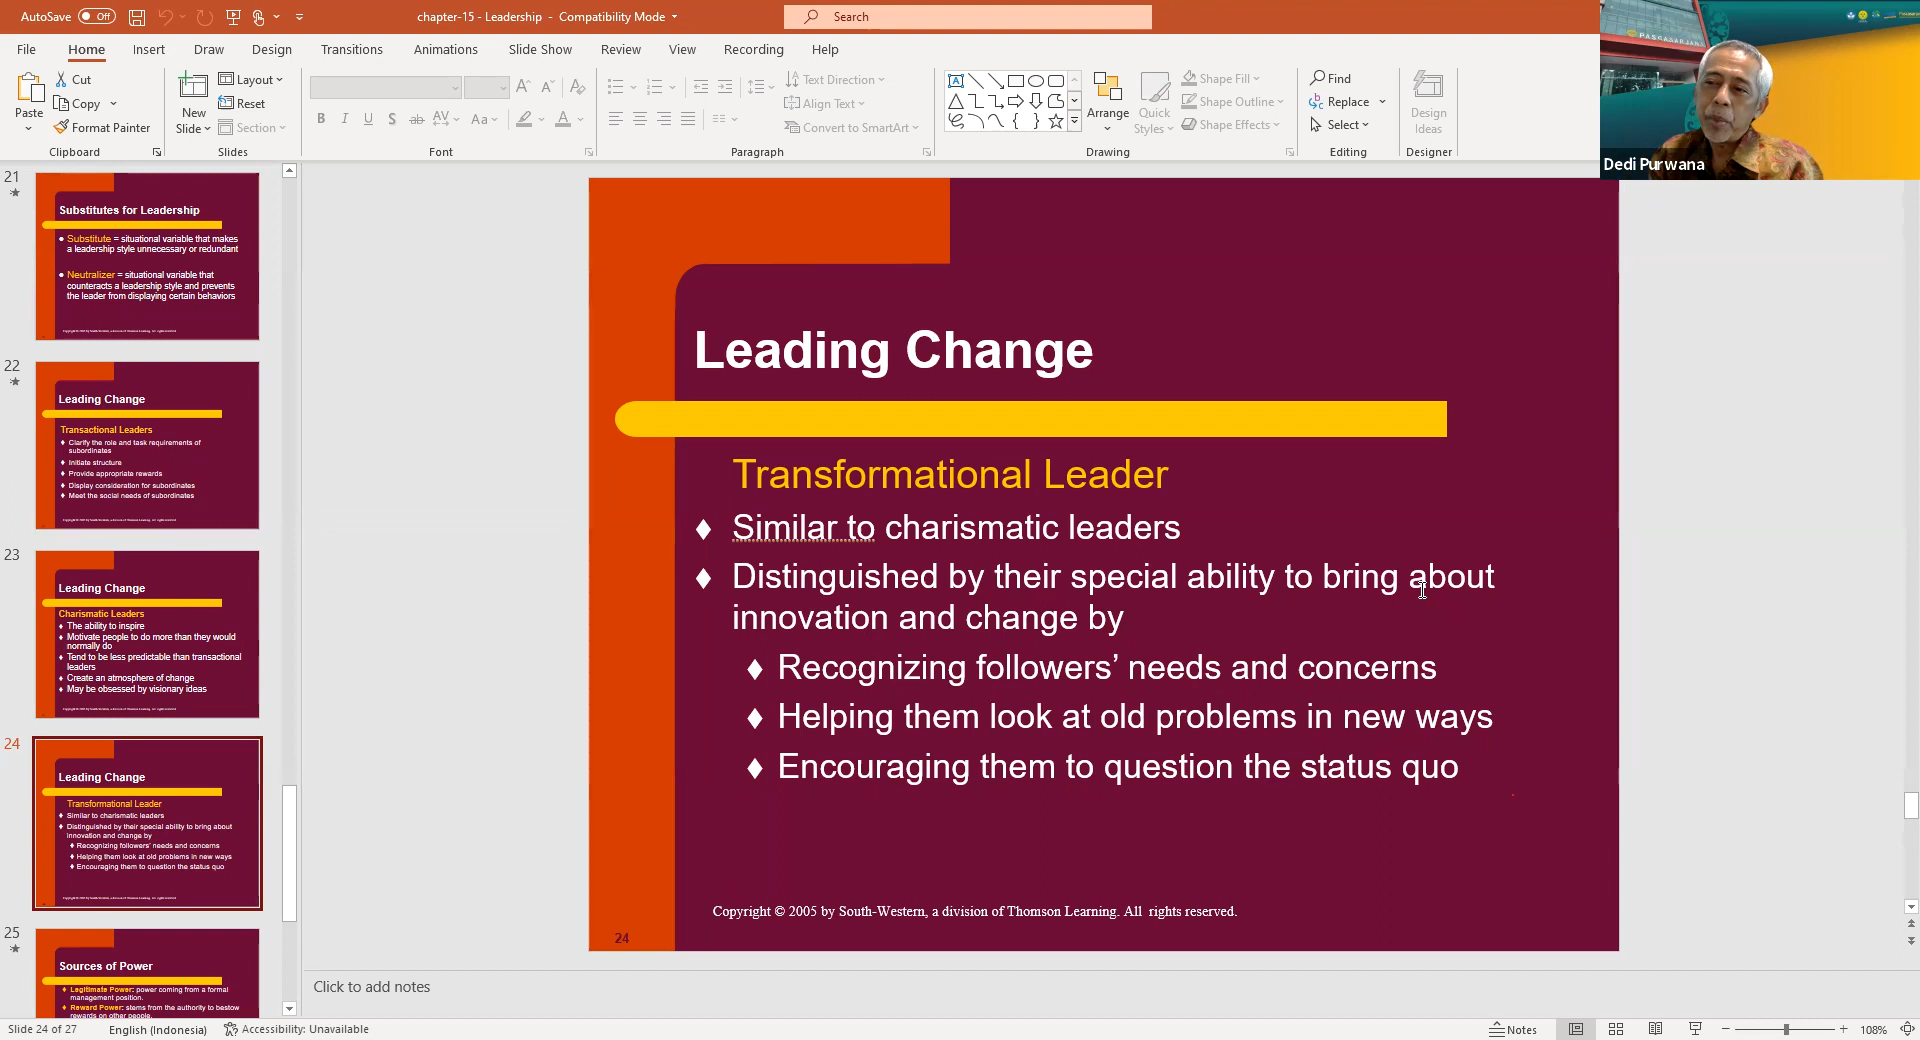 AutoSave Off
chapter-15 - Leadership - Compatibility Mode
Search
File Home Insert Draw Design Transitions Animations Slide Show Review View Recording Help
Paste
Cut
Copy
Format Painter
Clipboard
New
Slide
Layout
Reset
Section
Slides
B I U S ab AV Aa A
Font
Text Direction
Align Text
Convert to SmartArt
Paragraph
Arrange
Quick
Styles
Shape Fill
Shape Outline
Shape Effects
Drawing
Find
Replace
Select
Editing
Design
Ideas
Designer
PASCASARJANA
Dedi Purwana
21
Substitutes for Leadership
Substitute = situational variable that makes
a leadership style unnecessary or redundant
Neutralizer = situational variable that
counteracts a leadership style and prevents
the leader from displaying certain behaviors
22
Leading Change
Transactional Leaders
Clarify the role and task requirements of
subordinates
Initiate structure
Provide appropriate rewards
Display consideration for subordinates
Meet the social needs of subordinates
23
Leading Change
Charismatic Leaders
The ability to inspire
Motivate people to do more than they would
normally do
Tend to be less predictable than transactional
leaders
Create an atmosphere of change
May be obsessed by visionary ideas
24
Leading Change
Transformational Leader
Similar to charismatic leaders
Distinguished by their special ability to bring about
innovation and change by
Recognizing followers' needs and concerns
Helping them look at old problems in new ways
Encouraging them to question the status quo
25
Sources of Power
Legitimate Power: power coming from a formal
management position.
Reward Power: stems from the authority to bestow
rewards on other people.
Leading Change
Transformational Leader
♦ Similar to charismatic leaders
♦ Distinguished by their special ability to bring about
innovation and change by
♦ Recognizing followers’ needs and concerns
♦ Helping them look at old problems in new ways
♦ Encouraging them to question the status quo
Copyright © 2005 by South-Western, a division of Thomson Learning. All rights reserved.
24
Click to add notes
Slide 24 of 27
English (Indonesia)
Accessibility: Unavailable
Notes
108%